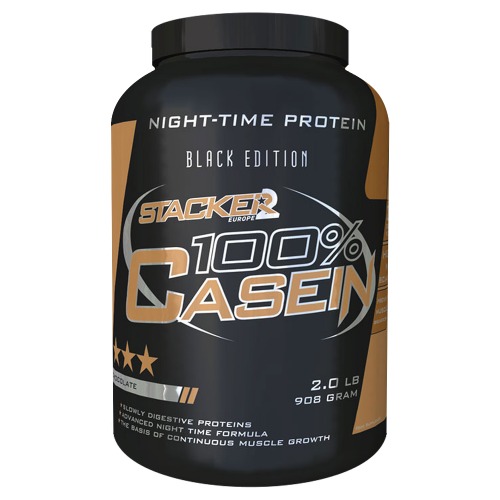 NIGHT-TIME PROTEIN
BLACK EDITION
STACKER 2
EUROPE
100%
CASEIN
2.0 LB
908 GRAM
SLOWLY DIGESTIVE PROTEINS
ADVANCED NIGHT TIME FORMULA
THE BASIS OF CONTINUOUS MUSCLE GROWTH